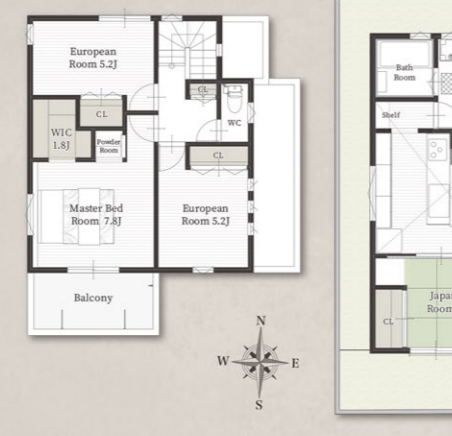 European
Room 5.2J
CL
CL
WIC
1.8J
Powder
Room
WC
CL
Master Bed
Room 7.8J
European
Room 5.2J
Balcony
N
W
E
S
Bath
Room
Shelf
CL
Japa
Room